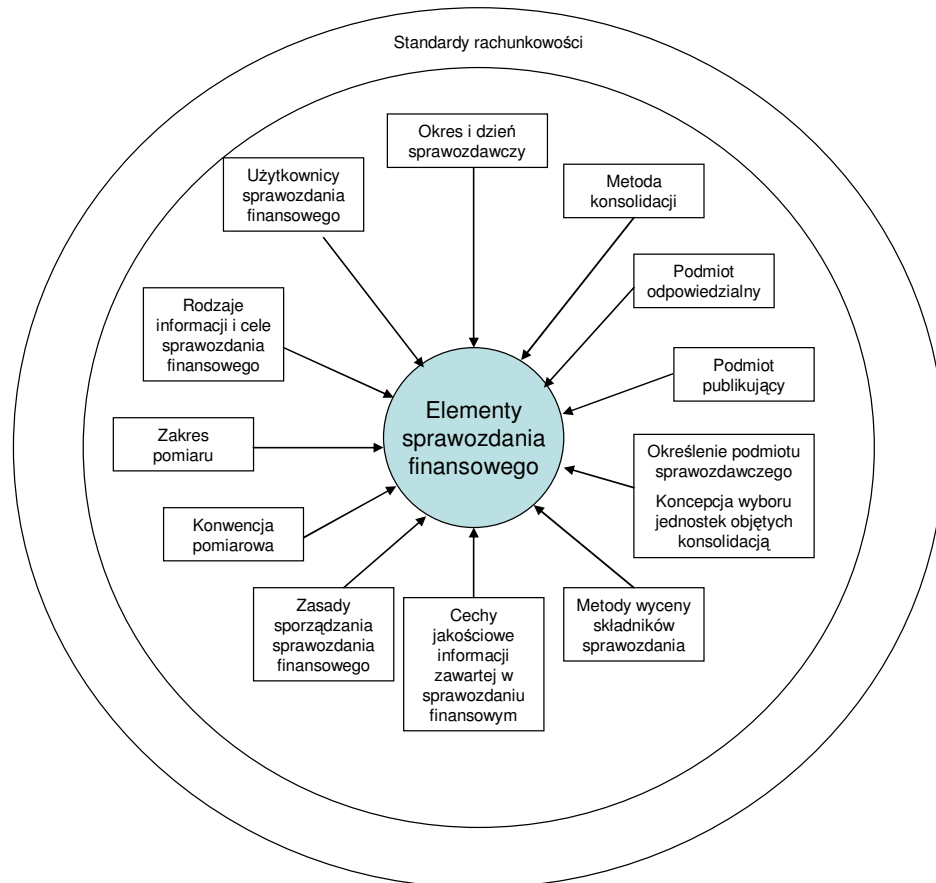 Standardy rachunkowości
Okres i dzień
sprawozdawczy
Użytkownicy
sprawozdania
finansowego
Metoda
konsolidacji
Podmiot
odpowiedzialny
Rodzaje
informacji i cele
sprawozdania
finansowego
Podmiot
publikujący
Elementy
sprawozdania
finansowego
Zakres
pomiaru
Określenie podmiotu
sprawozdawczego
Koncepcja wyboru
jednostek objętych
konsolidacją
Konwencja
pomiarowa
Zasady
sporządzania
sprawozdania
finansowego
Cechy
jakościowe
informacji
zawartej w
sprawozdaniu
finansowym
Metody wyceny
składników
sprawozdania